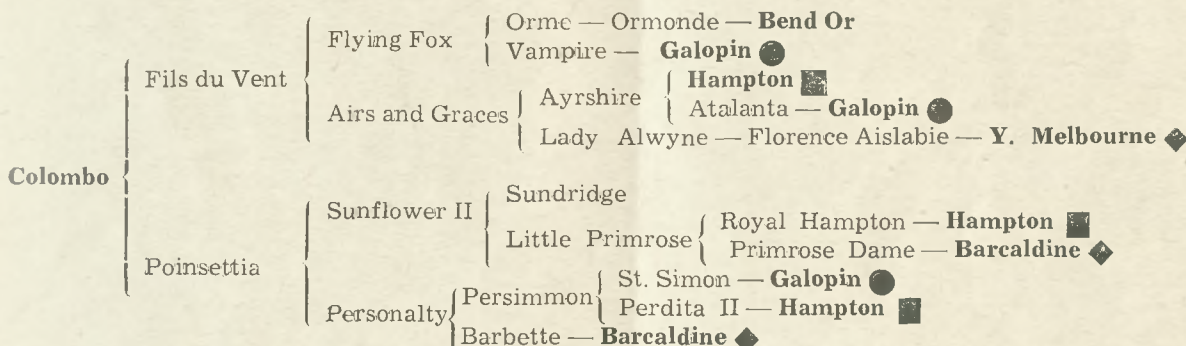 Orme — Ormonde — Bend Or
Flying Fox
Vampire — Galopin ●
Fils du Vent
Hampton ■
Ayrshire
Airs and Graces
Atalanta — Galopin ●
Lady Alwyne — Florence Aislabie — Y. Melbourne ◆
Colombo
Sundridge
Sunflower II
Royal Hampton — Hampton ■
Little Primrose
Primrose Dame — Barcaldine ◆
Poinsettia
St. Simon — Galopin ●
Persimmon
Perdita II — Hampton ■
Personalty
Barbette — Barcaldine ◆